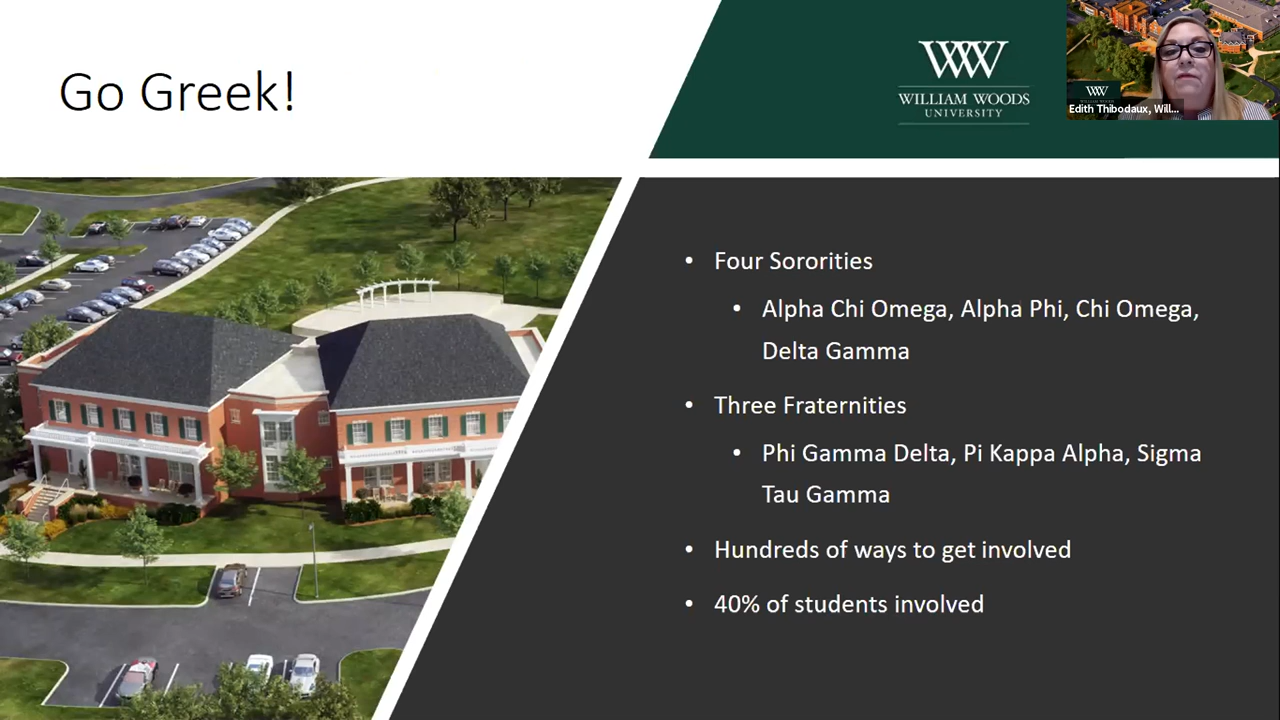 Go Greek!
WW
WILLIAM WOODS
UNIVERSITY
WW
Edith Thibodaux, Will...
• Four Sororities
• Alpha Chi Omega, Alpha Phi, Chi Omega,
Delta Gamma
• Three Fraternities
• Phi Gamma Delta, Pi Kappa Alpha, Sigma
Tau Gamma
• Hundreds of ways to get involved
• 40% of students involved